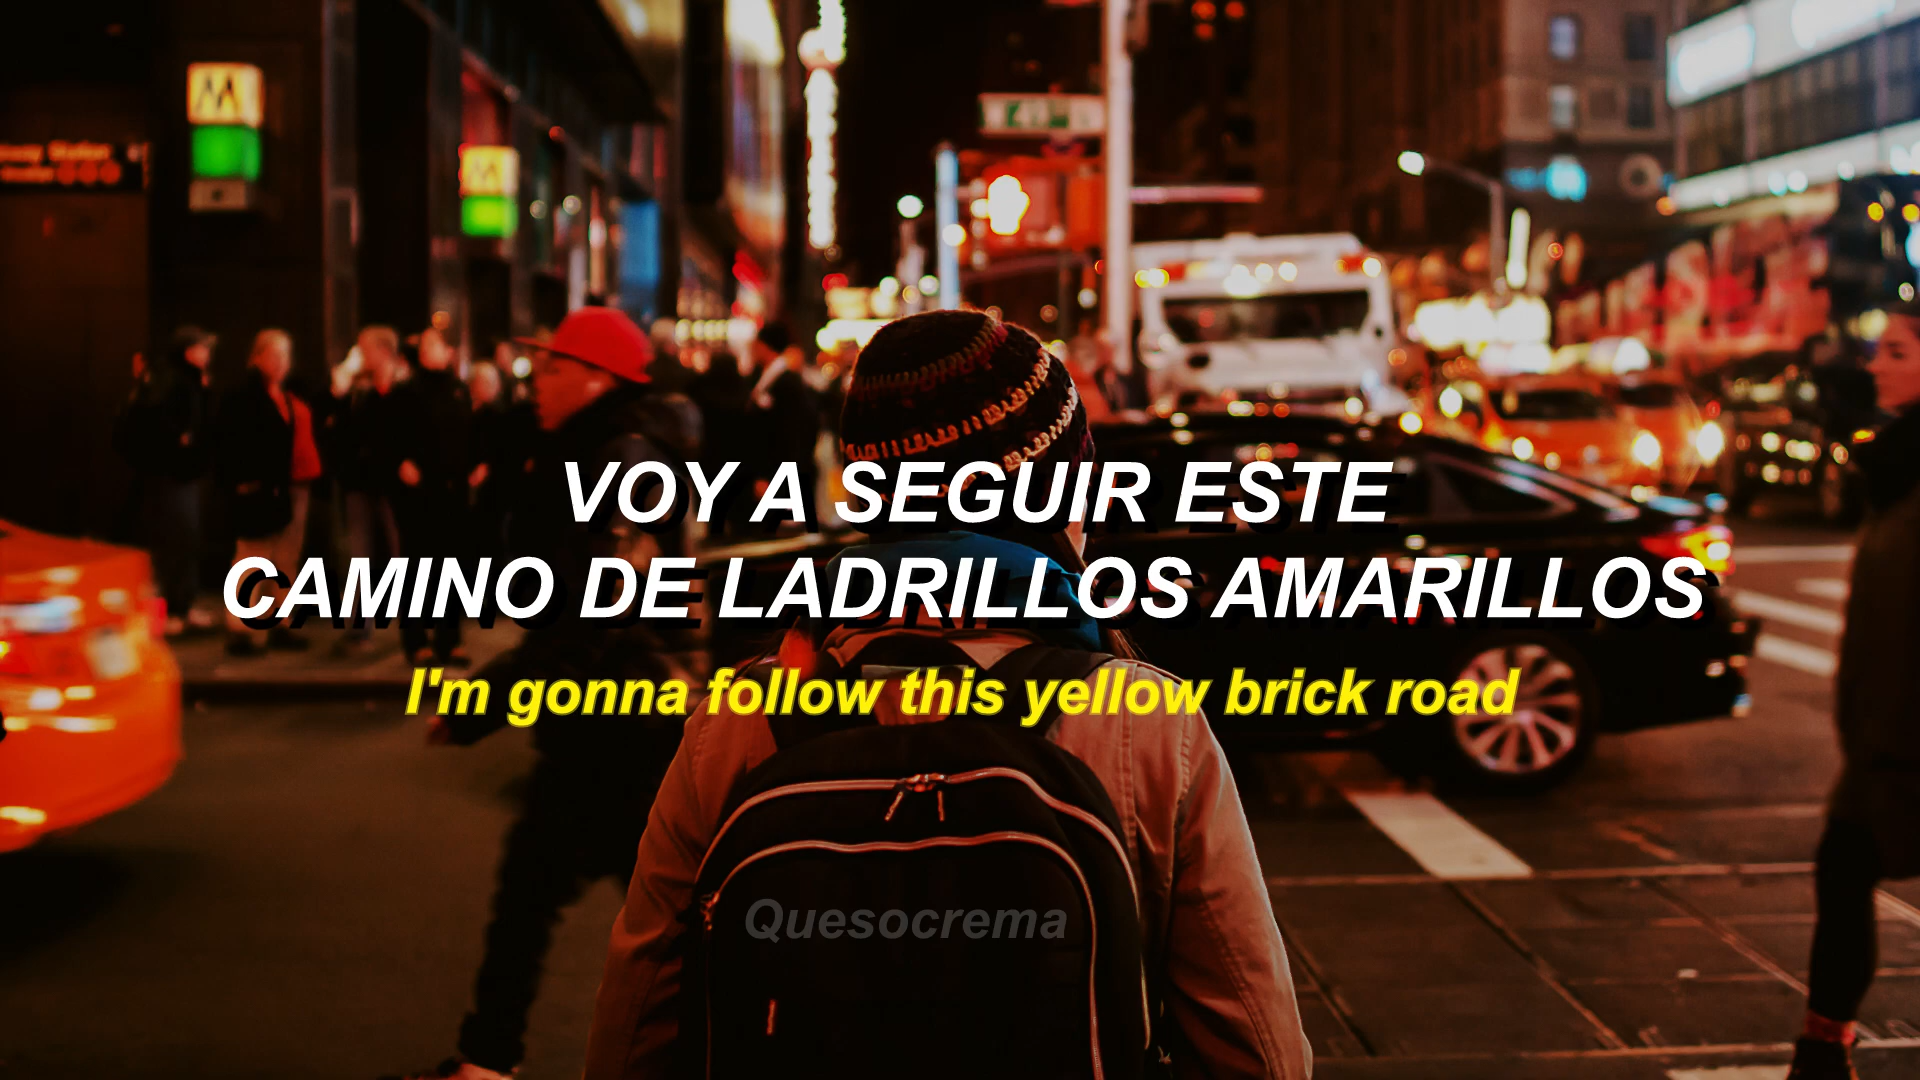 M
M
VOY A SEGUIR ESTE
CAMINO DE LADRILLOS AMARILLOS
I'm gonna follow this yellow brick road
Quesocrema